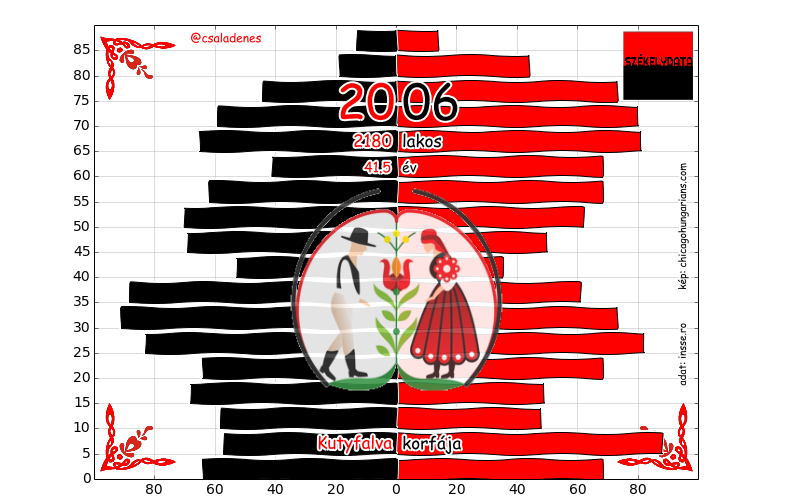 @csaladenes
SZÉKELYDATA
2006
2180 lakos
41.5 év
kép: chicagohungarians.com
adat: insse.ro
Kutyfalva korfája
85
80
75
70
65
60
55
50
45
40
35
30
25
20
15
10
5
0
80 60 40 20 0 20 40 60 80